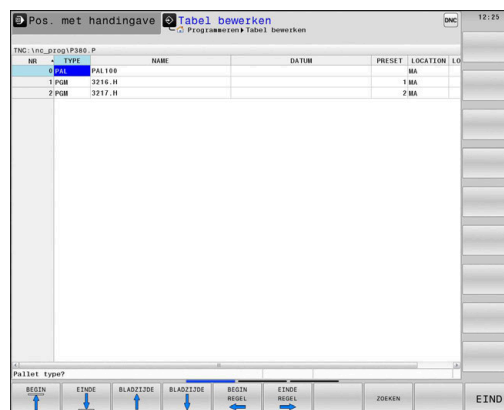 Pos. met handingave
Tabel bewerken
Programmeren Tabel bewerken
DNC
12:25
TNC:\nc_prog\P380.P
NR TYPE NAME DATUM PRESET LOCATION LO
0 PAL PAL100 MA
1 PGM 3216.H 1 MA
2 PGM 3217.H 2 MA
Pallet type?
BEGIN
EINDE
BLADZIJDE
BLADZIJDE
BEGIN REGEL
EINDE REGEL
ZOEKEN
EIND